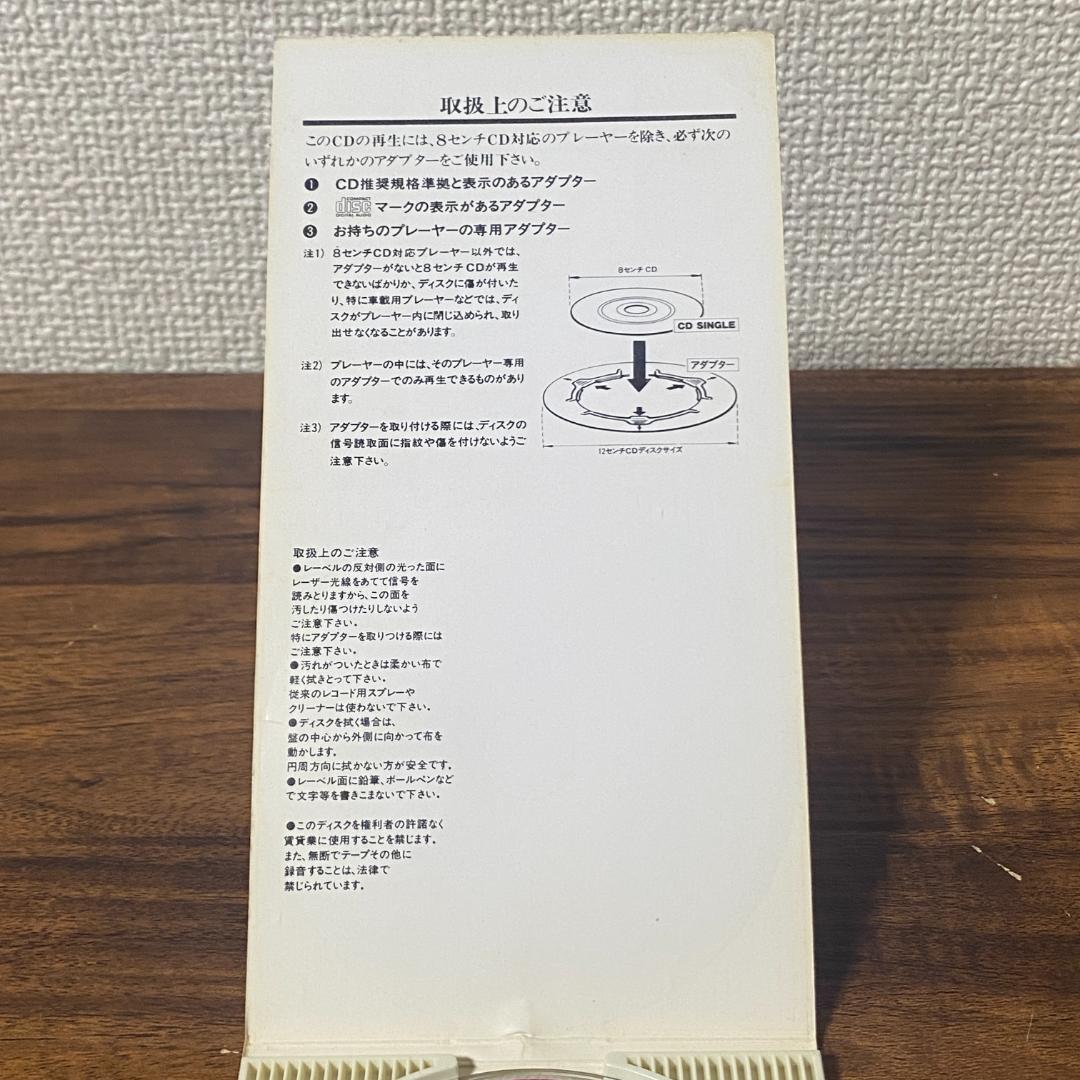 取扱上のご注意
このCDの再生には、8センチCD対応のプレーヤーを除き、必ず次の
いずれかのアダプターをご使用下さい。
❶ CD推奨規格準拠と表示のあるアダプター
❷ COMPACT disc DIGITAL AUDIO マークの表示があるアダプター
❸ お持ちのプレーヤーの専用アダプター
注1) 8センチCD対応プレーヤー以外では、
アダプターがないと8センチCDが再生
できないばかりか、ディスクに傷が付いた
り、特に車載用プレーヤーなどでは、ディ
スクがプレーヤー内に閉じ込められ、取り
出せなくなることがあります。
注2) プレーヤーの中には、そのプレーヤー専用
のアダプターでのみ再生できるものがあり
ます。
注3) アダプターを取り付ける際には、ディスクの
信号読取面に指紋や傷を付けないようご
注意下さい。
8センチCD
CD SINGLE
アダプター
12センチCDディスクサイズ
取扱上のご注意
●レーベルの反対側の光った面に
レーザー光線をあてて信号を
読みとりますから、この面を
汚したり傷つけたりしないよう
ご注意下さい。
特にアダプターを取りつける際には
ご注意下さい。
●汚れがついたときは柔かい布で
軽く拭きとって下さい。
従来のレコード用スプレーや
クリーナーは使わないで下さい。
●ディスクを拭く場合は、
盤の中心から外側に向かって布を
動かします。
円周方向に拭かない方が安全です。
●レーベル面に鉛筆、ボールペンなど
で文字等を書きこまないで下さい。
●このディスクを権利者の許諾なく
賃貸業に使用することを禁じます。
また、無断でテープその他に
録音することは、法律で
禁じられています。